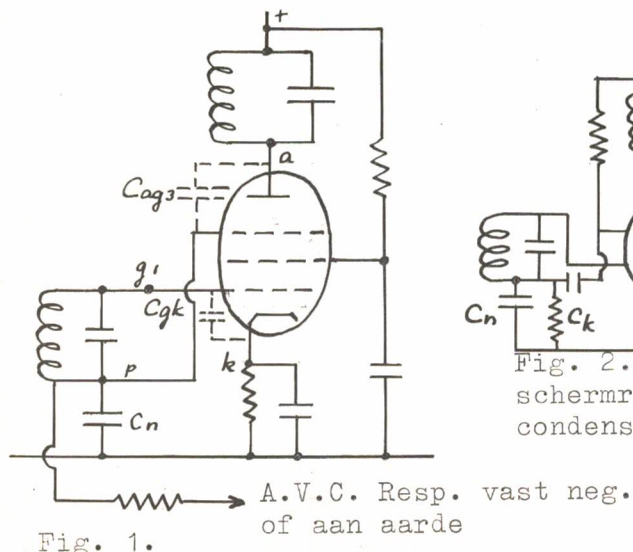 +
a
Cag3
g1
Cgk
k
p
Cn
A.V.C. Resp. vast neg.
of aan aarde
Fig. 1.
Cn
Ck
Fig. 2.
schermr
condens